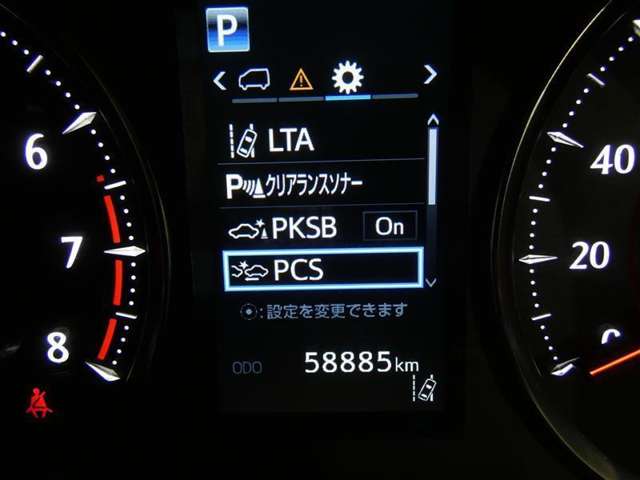 P
LTA
P クリアランスソナー
PKSB On
PCS
:設定を変更できます
ODO 58885km
6
7
8
40
20
0